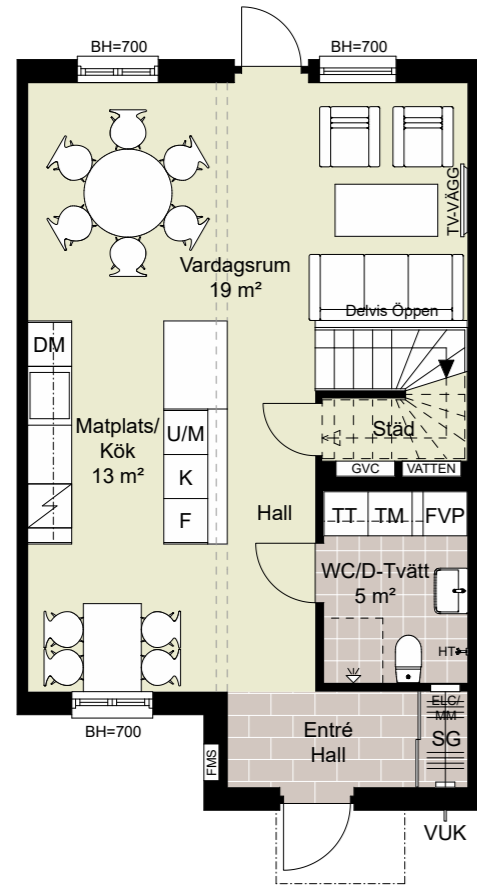 BH=700
BH=700
TV-VÄGG
Vardagsrum
19 m²
Delvis Öppen
DM
Matplats/
Kök
13 m²
U/M
K
F
Städ
GVC
VATTEN
Hall
TT
TM
FVP
WC/D-Tvätt
5 m²
HT
BH=700
Entré
Hall
ELC/
MM
SG
FMS
VUK